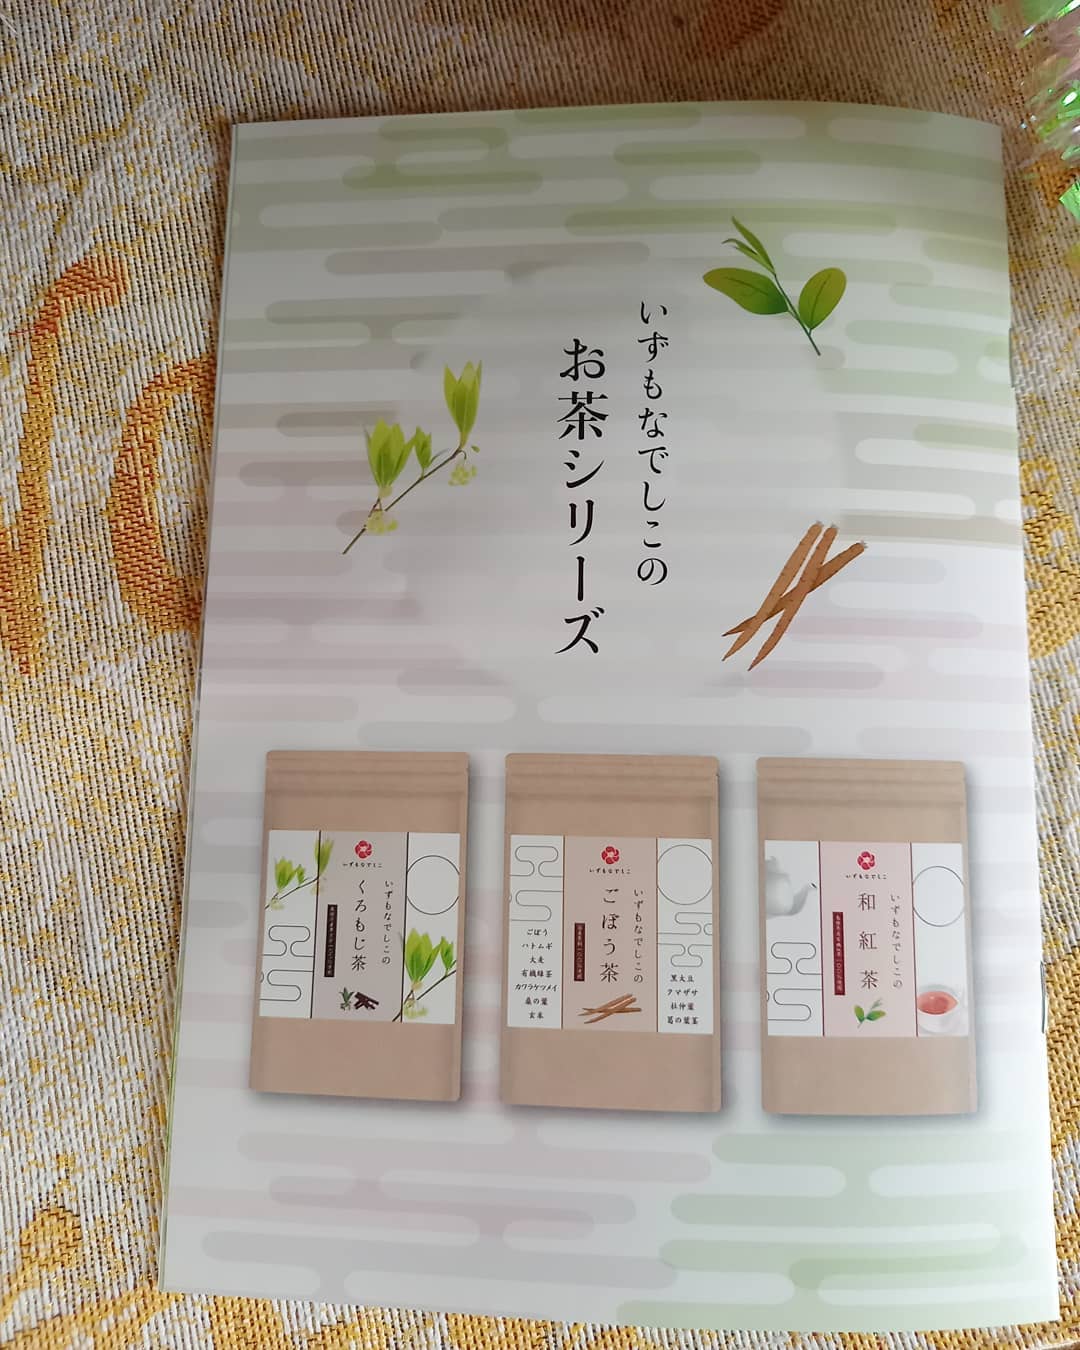 いずもなでしこの
お茶シリーズ
いずもなでしこ
いずもなでしこの
くろもじ茶
いずもなでしこ
いずもなでしこの
ごぼう茶
ごぼう
ハトムギ
大麦
有機緑茶
カワラケツメイ
桑の葉
玄米
黒大豆
クマザサ
杜仲葉
葛の葉茎
いずもなでしこ
いずもなでしこの
和紅茶